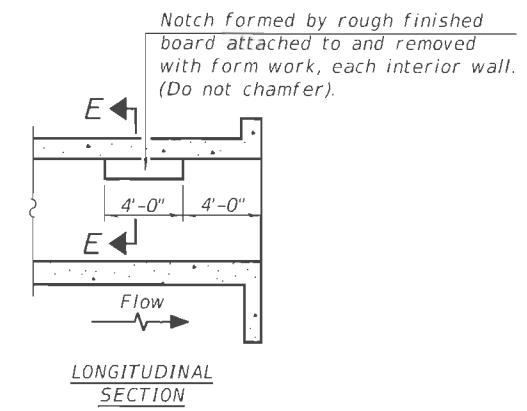 Notch formed by rough finished
board attached to and removed
with form work, each interior wall.
(Do not chamfer).
E
4'-0" 4'-0"
E
Flow
LONGITUDINAL
SECTION